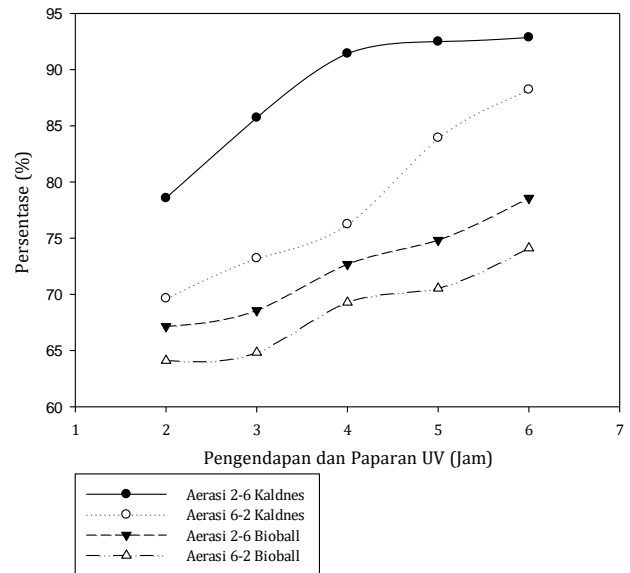 95
90
85
80
75
70
65
60
Persentase (%)
1 2 3 4 5 6 7
Pengendapan dan Paparan UV (Jam)
Aerasi 2-6 Kaldnes
Aerasi 6-2 Kaldnes
Aerasi 2-6 Bioball
Aerasi 6-2 Bioball